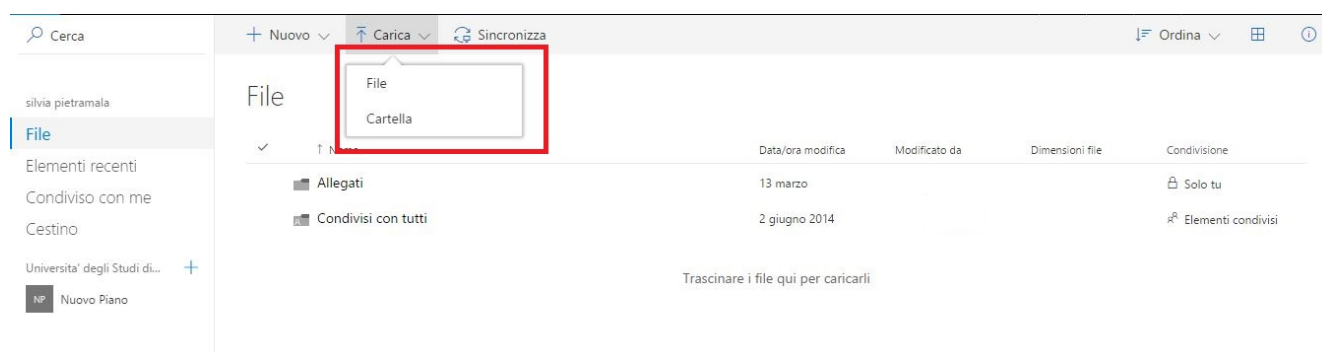 Cerca
+ Nuovo Carica Sincronizza Ordina
File
Cartella
silvia pietramala
File
Elementi recenti
Condiviso con me
Cestino
Universita' degli Studi di... +
NP Nuovo Piano
File
Data/ora modifica Modificato da Dimensioni file Condivisione
Allegati 13 marzo Solo tu
Condivisi con tutti 2 giugno 2014 Elementi condivisi
Trascinare i file qui per caricarli